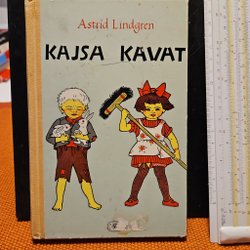 Astrid Lindgren
KAJSA KAVAT